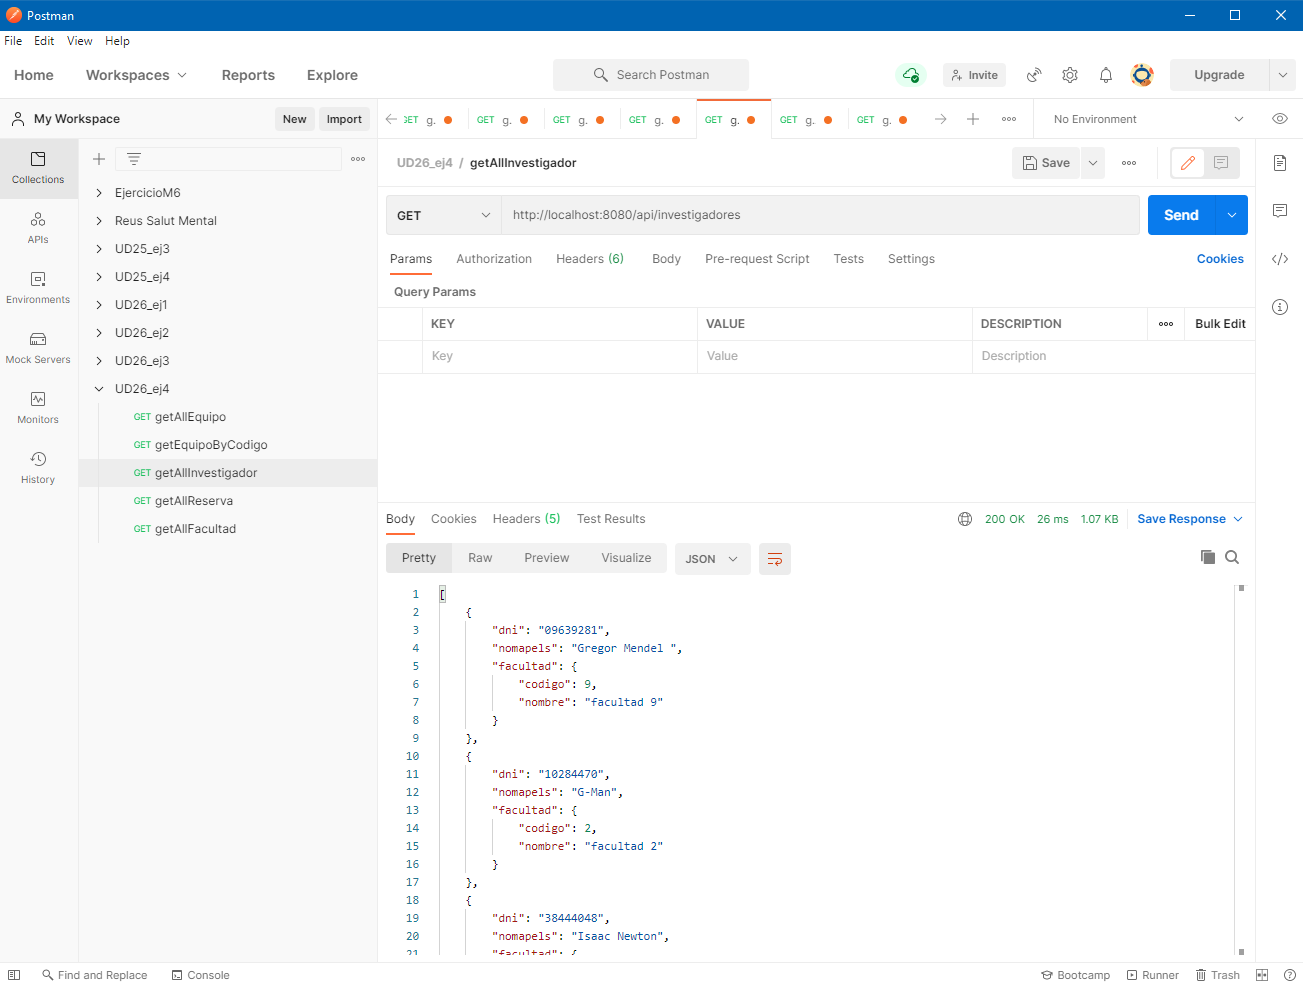 Postman
File Edit View Help
Home Workspaces Reports Explore Search Postman Invite Upgrade
My Workspace New Import
GET g. GET g. GET g. GET g. GET g. GET g. GET g. No Environment
Collections
APIs
Environments
Mock Servers
Monitors
History
EjercicioM6
Reus Salut Mental
UD25_ej3
UD25_ej4
UD26_ej1
UD26_ej2
UD26_ej3
UD26_ej4
GET getAllEquipo
GET getEquipoByCodigo
GET getAllInvestigador
GET getAllReserva
GET getAllFacultad
UD26_ej4 / getAllInvestigador Save
GET http://localhost:8080/api/investigadores Send
Params Authorization Headers (6) Body Pre-request Script Tests Settings Cookies
Query Params
KEY VALUE DESCRIPTION Bulk Edit
Key Value Description
Body Cookies Headers (5) Test Results 200 OK 26 ms 1.07 KB Save Response
Pretty Raw Preview Visualize JSON
1 [
2 {
3 "dni": "09639281",
4 "nomapels": "Gregor Mendel ",
5 "facultad": {
6 "codigo": 9,
7 "nombre": "facultad 9"
8 }
9 },
10 {
11 "dni": "10284470",
12 "nomapels": "G-Man",
13 "facultad": {
14 "codigo": 2,
15 "nombre": "facultad 2"
16 }
17 },
18 {
19 "dni": "38444048",
20 "nomapels": "Isaac Newton",
21 "facultad": {
Find and Replace Console Bootcamp Runner Trash